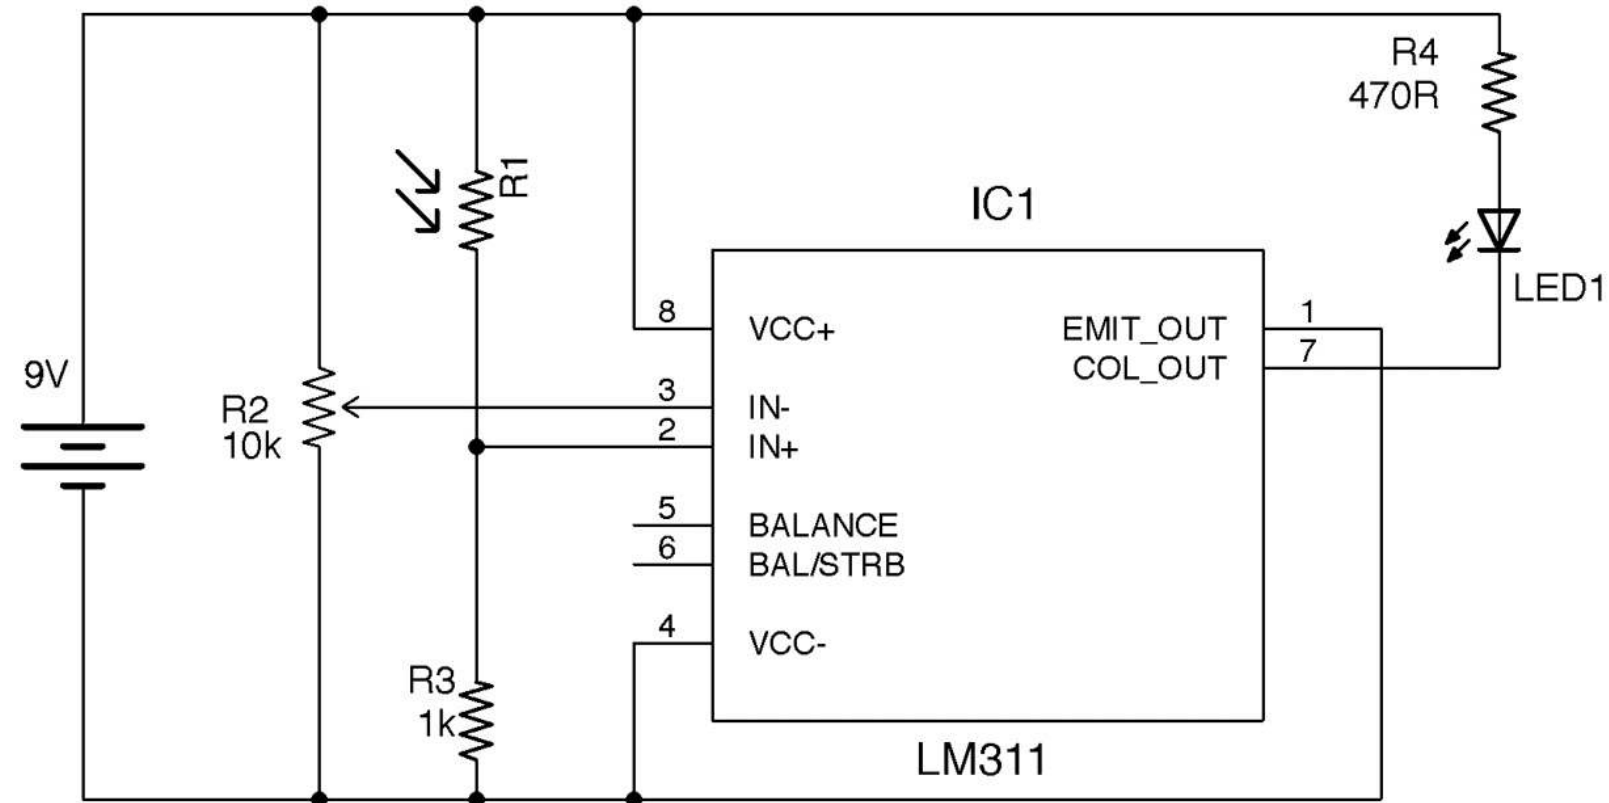 R4
470R
R1
IC1
LED1
8
VCC+
EMIT_OUT
1
COL_OUT
7
9V
R2
10k
3
IN-
2
IN+
5
BALANCE
6
BAL/STRB
4
VCC-
R3
1k
LM311